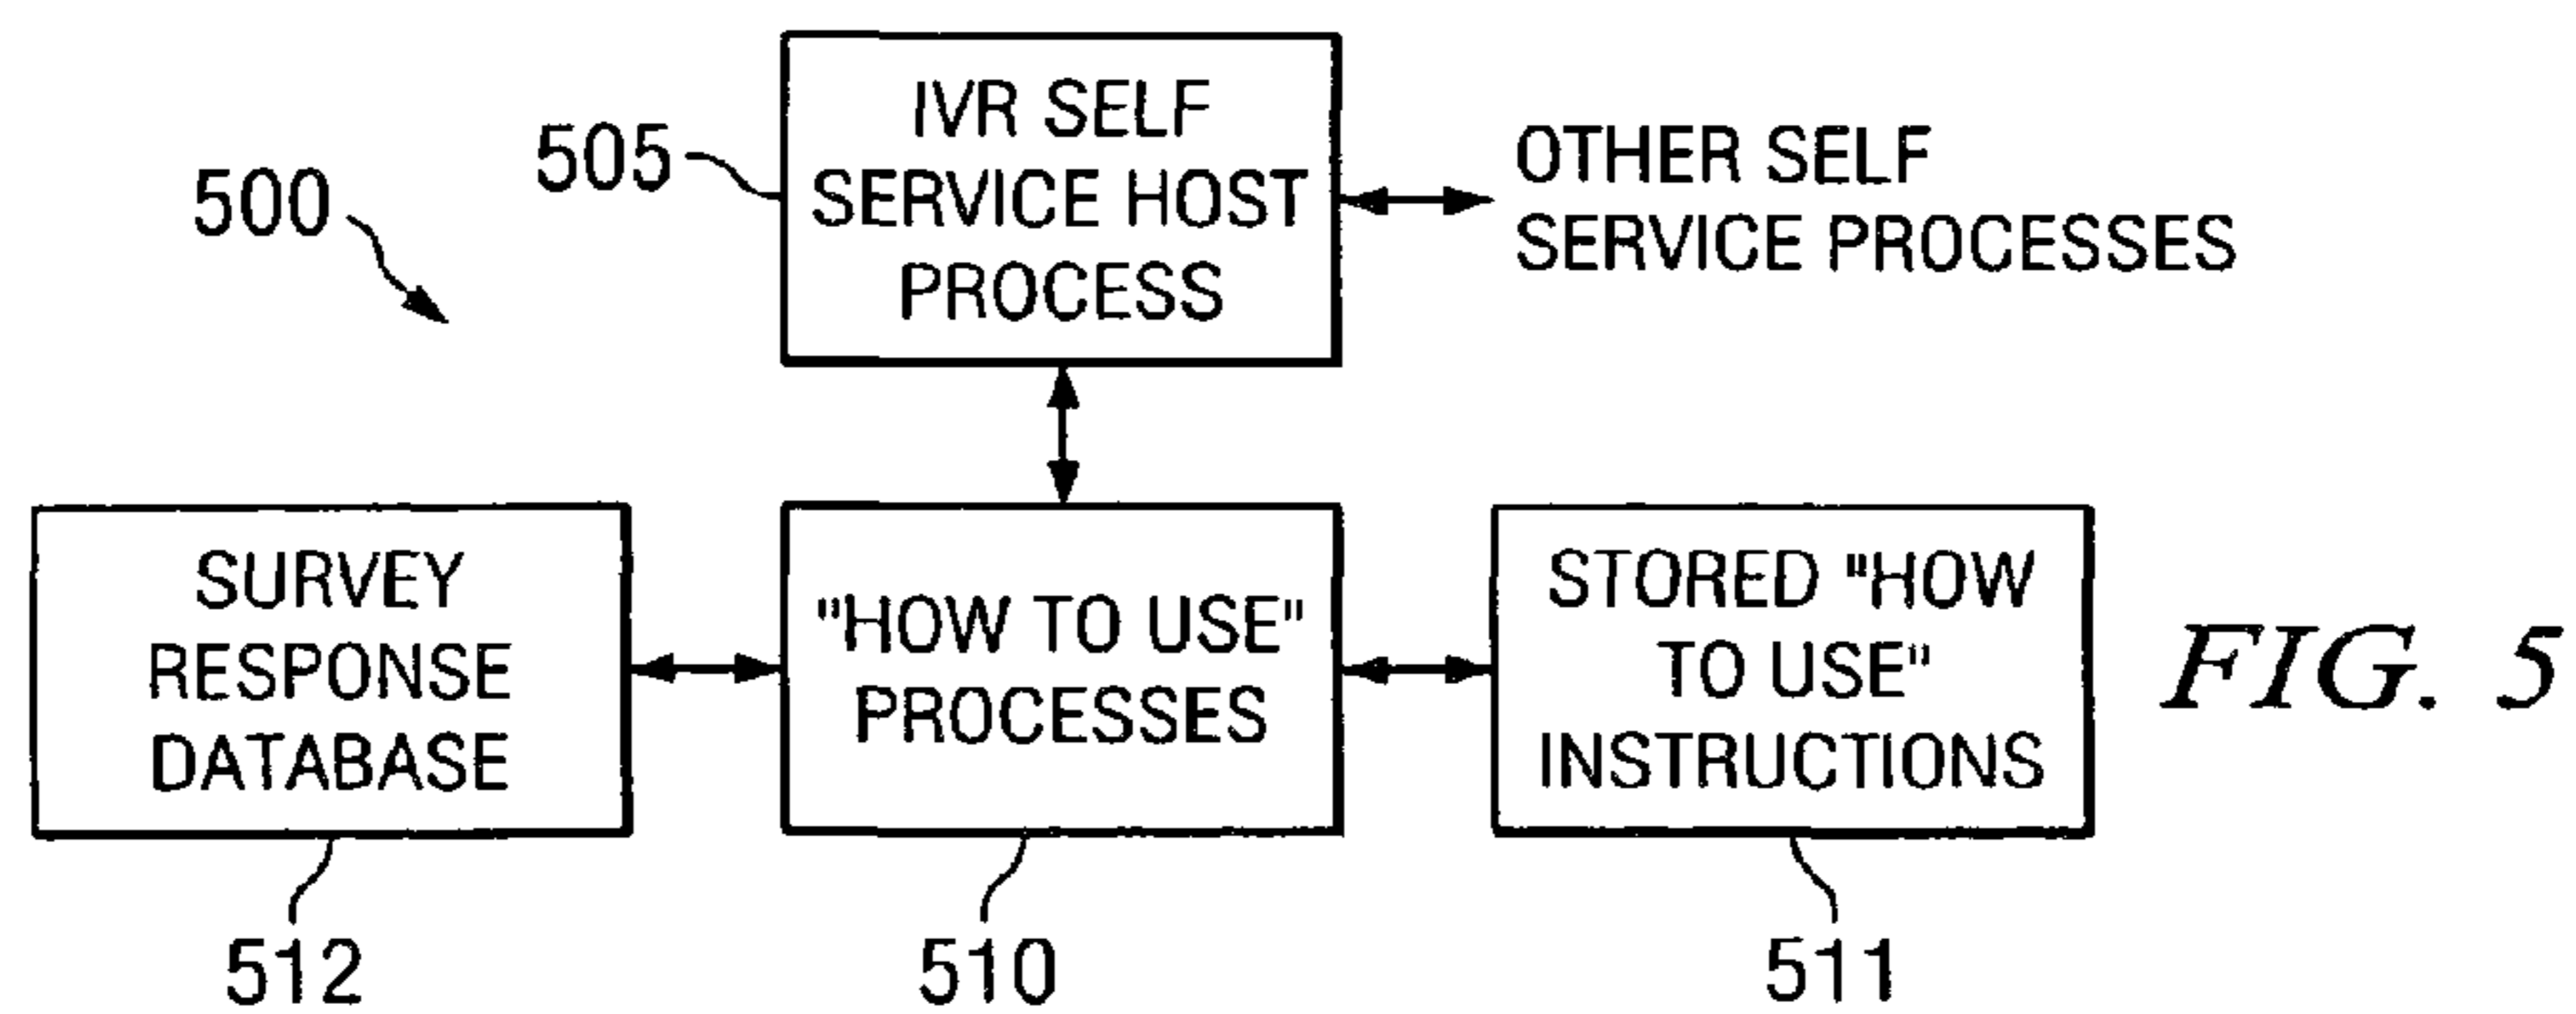 500
505
IVR SELF
SERVICE HOST
PROCESS
OTHER SELF
SERVICE PROCESSES
SURVEY
RESPONSE
DATABASE
512
"HOW TO USE"
PROCESSES
510
STORED "HOW
TO USE"
INSTRUCTIONS
511
FIG. 5